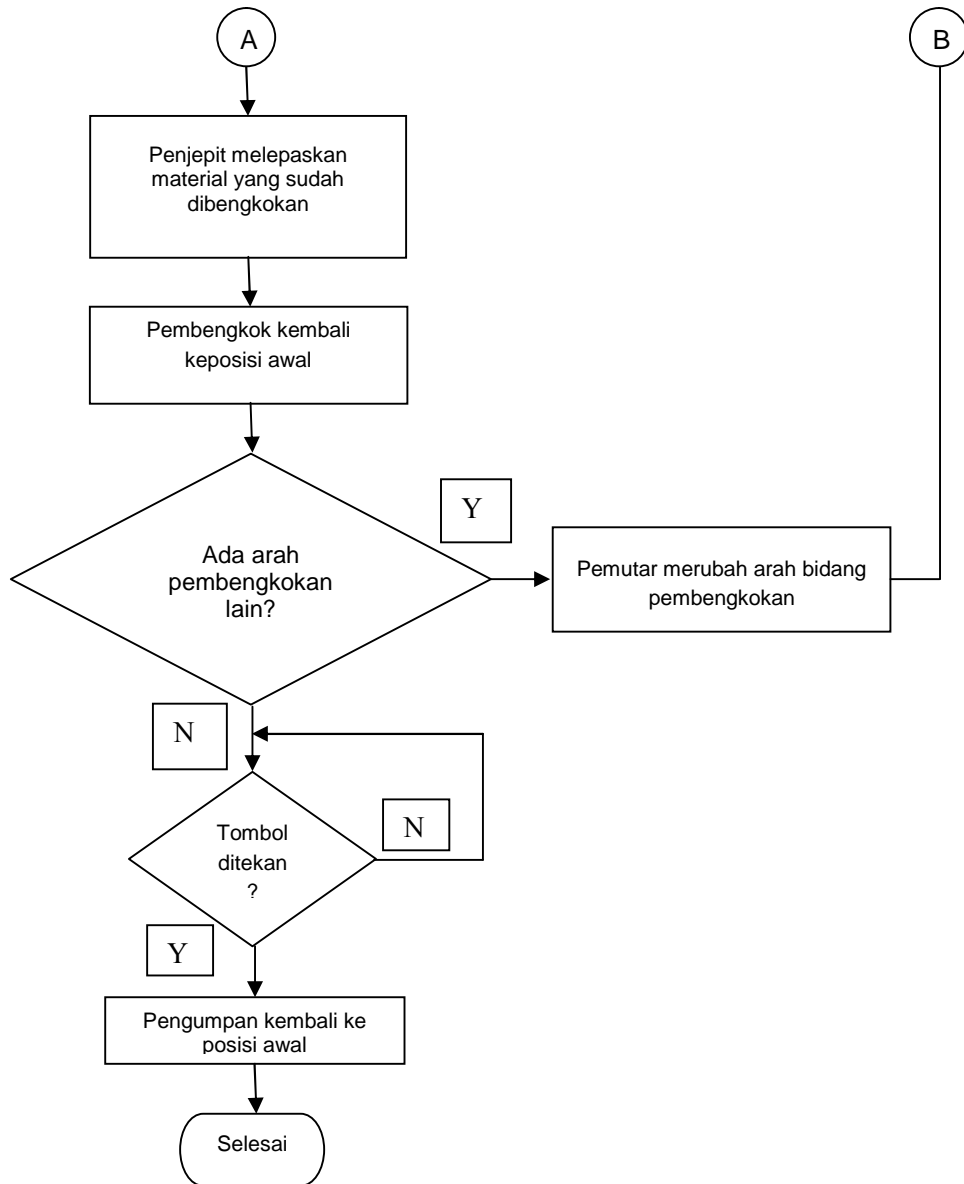 A
B
Penjepit melepaskan
material yang sudah
dibengkokan
Pembengkok kembali
keposisi awal
Y
Ada arah
pembengkokan
lain?
Pemutar merubah arah bidang
pembengkokan
N
Tombol
ditekan
?
N
Y
Pengumpan kembali ke
posisi awal
Selesai